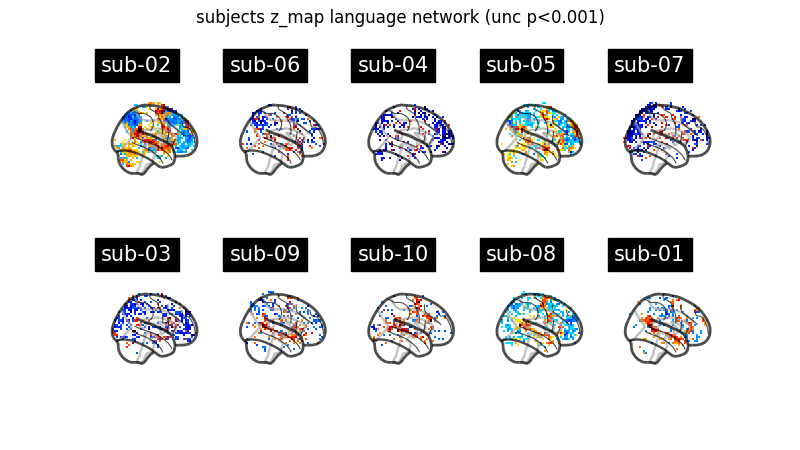 subjects z_map language network (unc p<0.001)
sub-02
sub-06
sub-04
sub-05
sub-07
sub-03
sub-09
sub-10
sub-08
sub-01